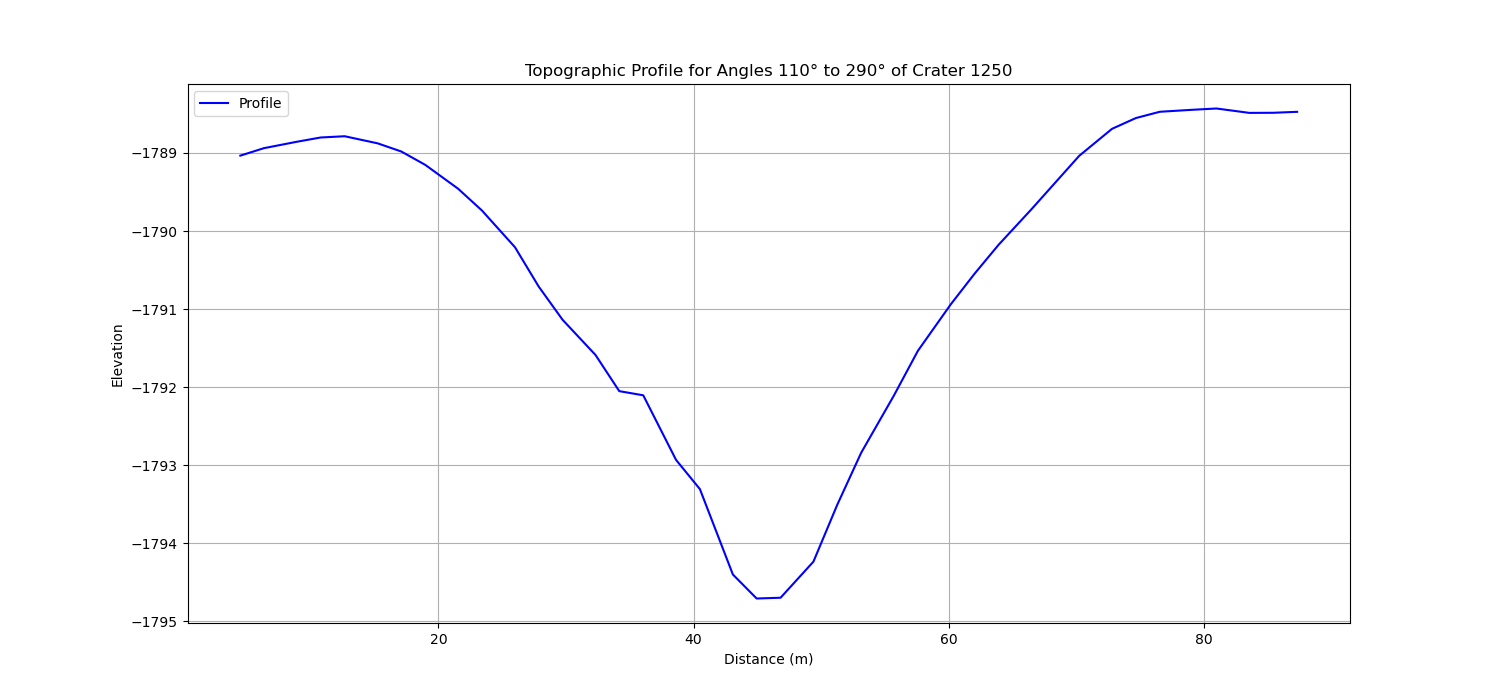 Topographic Profile for Angles 110° to 290° of Crater 1250
Profile
−1789
−1790
−1791
−1792
−1793
−1794
−1795
Elevation
20 40 60 80
Distance (m)